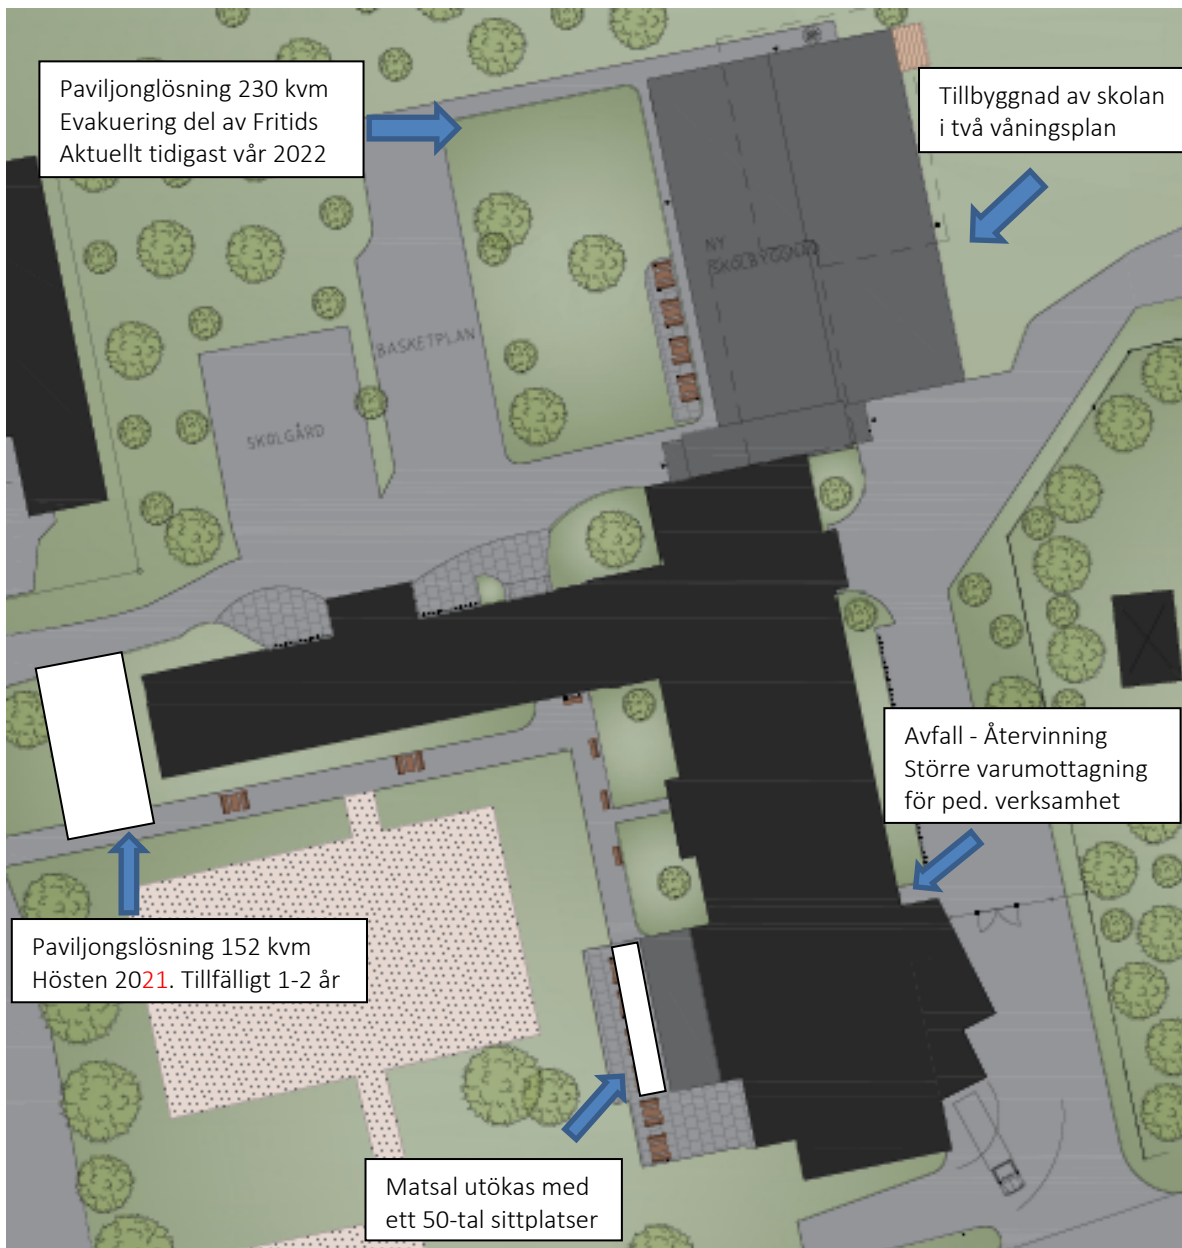 Paviljonglösning 230 kvm
Evakuering del av Fritids
Aktuellt tidigast vår 2022
Tillbyggnad av skolan
i två våningsplan
NY
SKOLBYGGNAD
BASKETPLAN
SKOLGÅRD
Avfall - Återvinning
Större varumottagning
för ped. verksamhet
Paviljongslösning 152 kvm
Hösten 2021. Tillfälligt 1-2 år
Matsal utökas med
ett 50-tal sittplatser